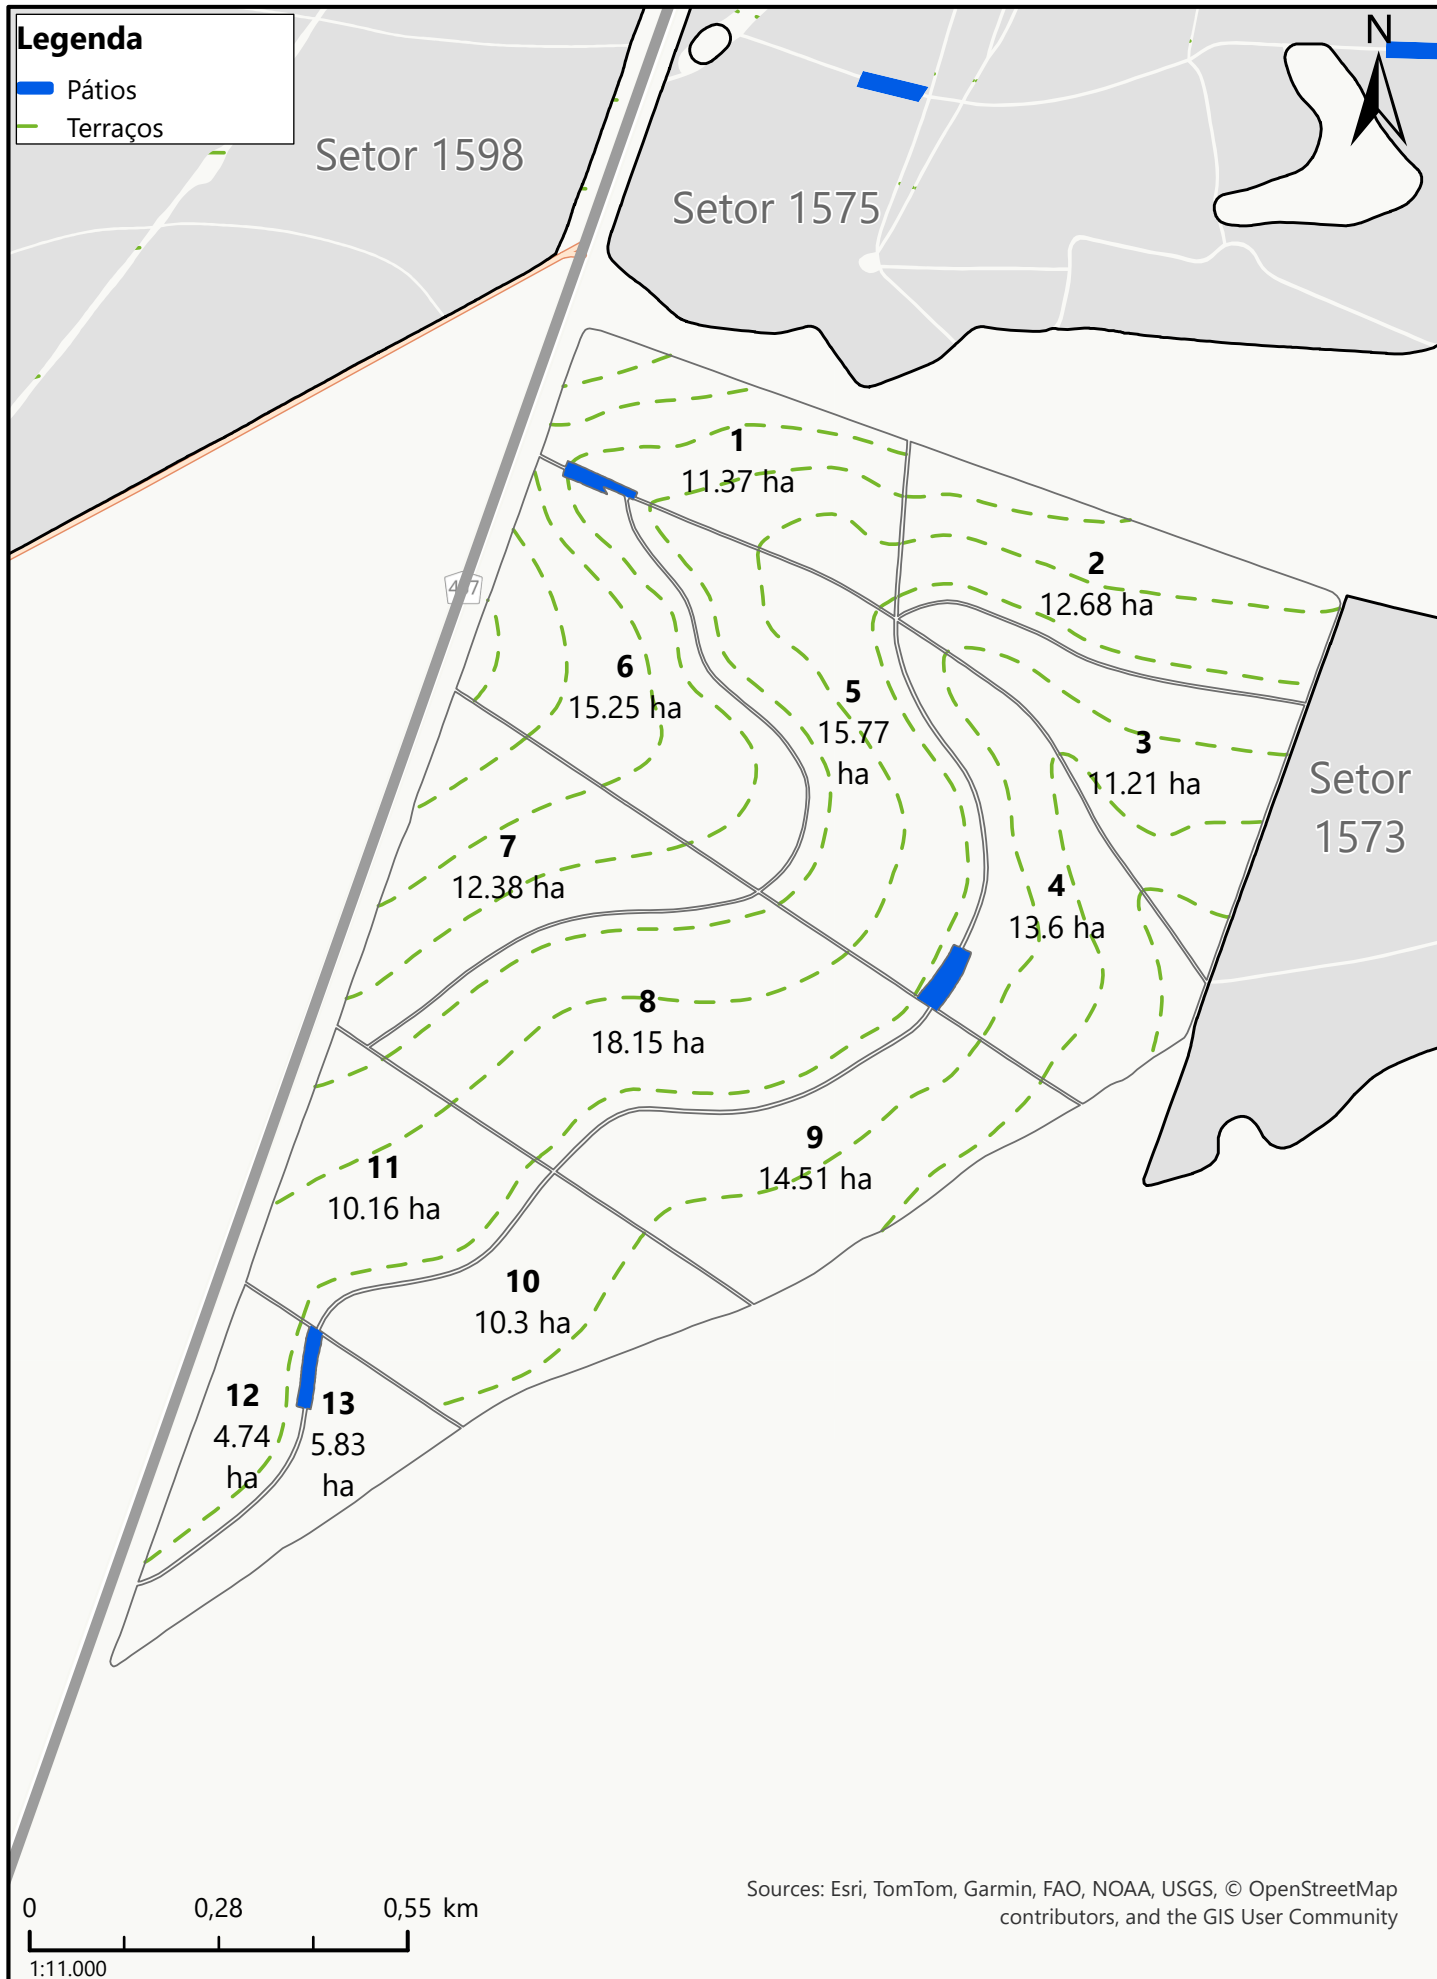 Legenda
Pátios
Terraços
N
Setor 1598
Setor 1575
1
11.37 ha
2
12.68 ha
6
15.25 ha
5
15.77
ha
3
11.21 ha
Setor
1573
7
12.38 ha
4
13.6 ha
8
18.15 ha
9
14.51 ha
11
10.16 ha
10
10.3 ha
12
4.74
ha
13
5.83
ha
0 0,28 0,55 km
1:11.000
Sources: Esri, TomTom, Garmin, FAO, NOAA, USGS, © OpenStreetMap
contributors, and the GIS User Community